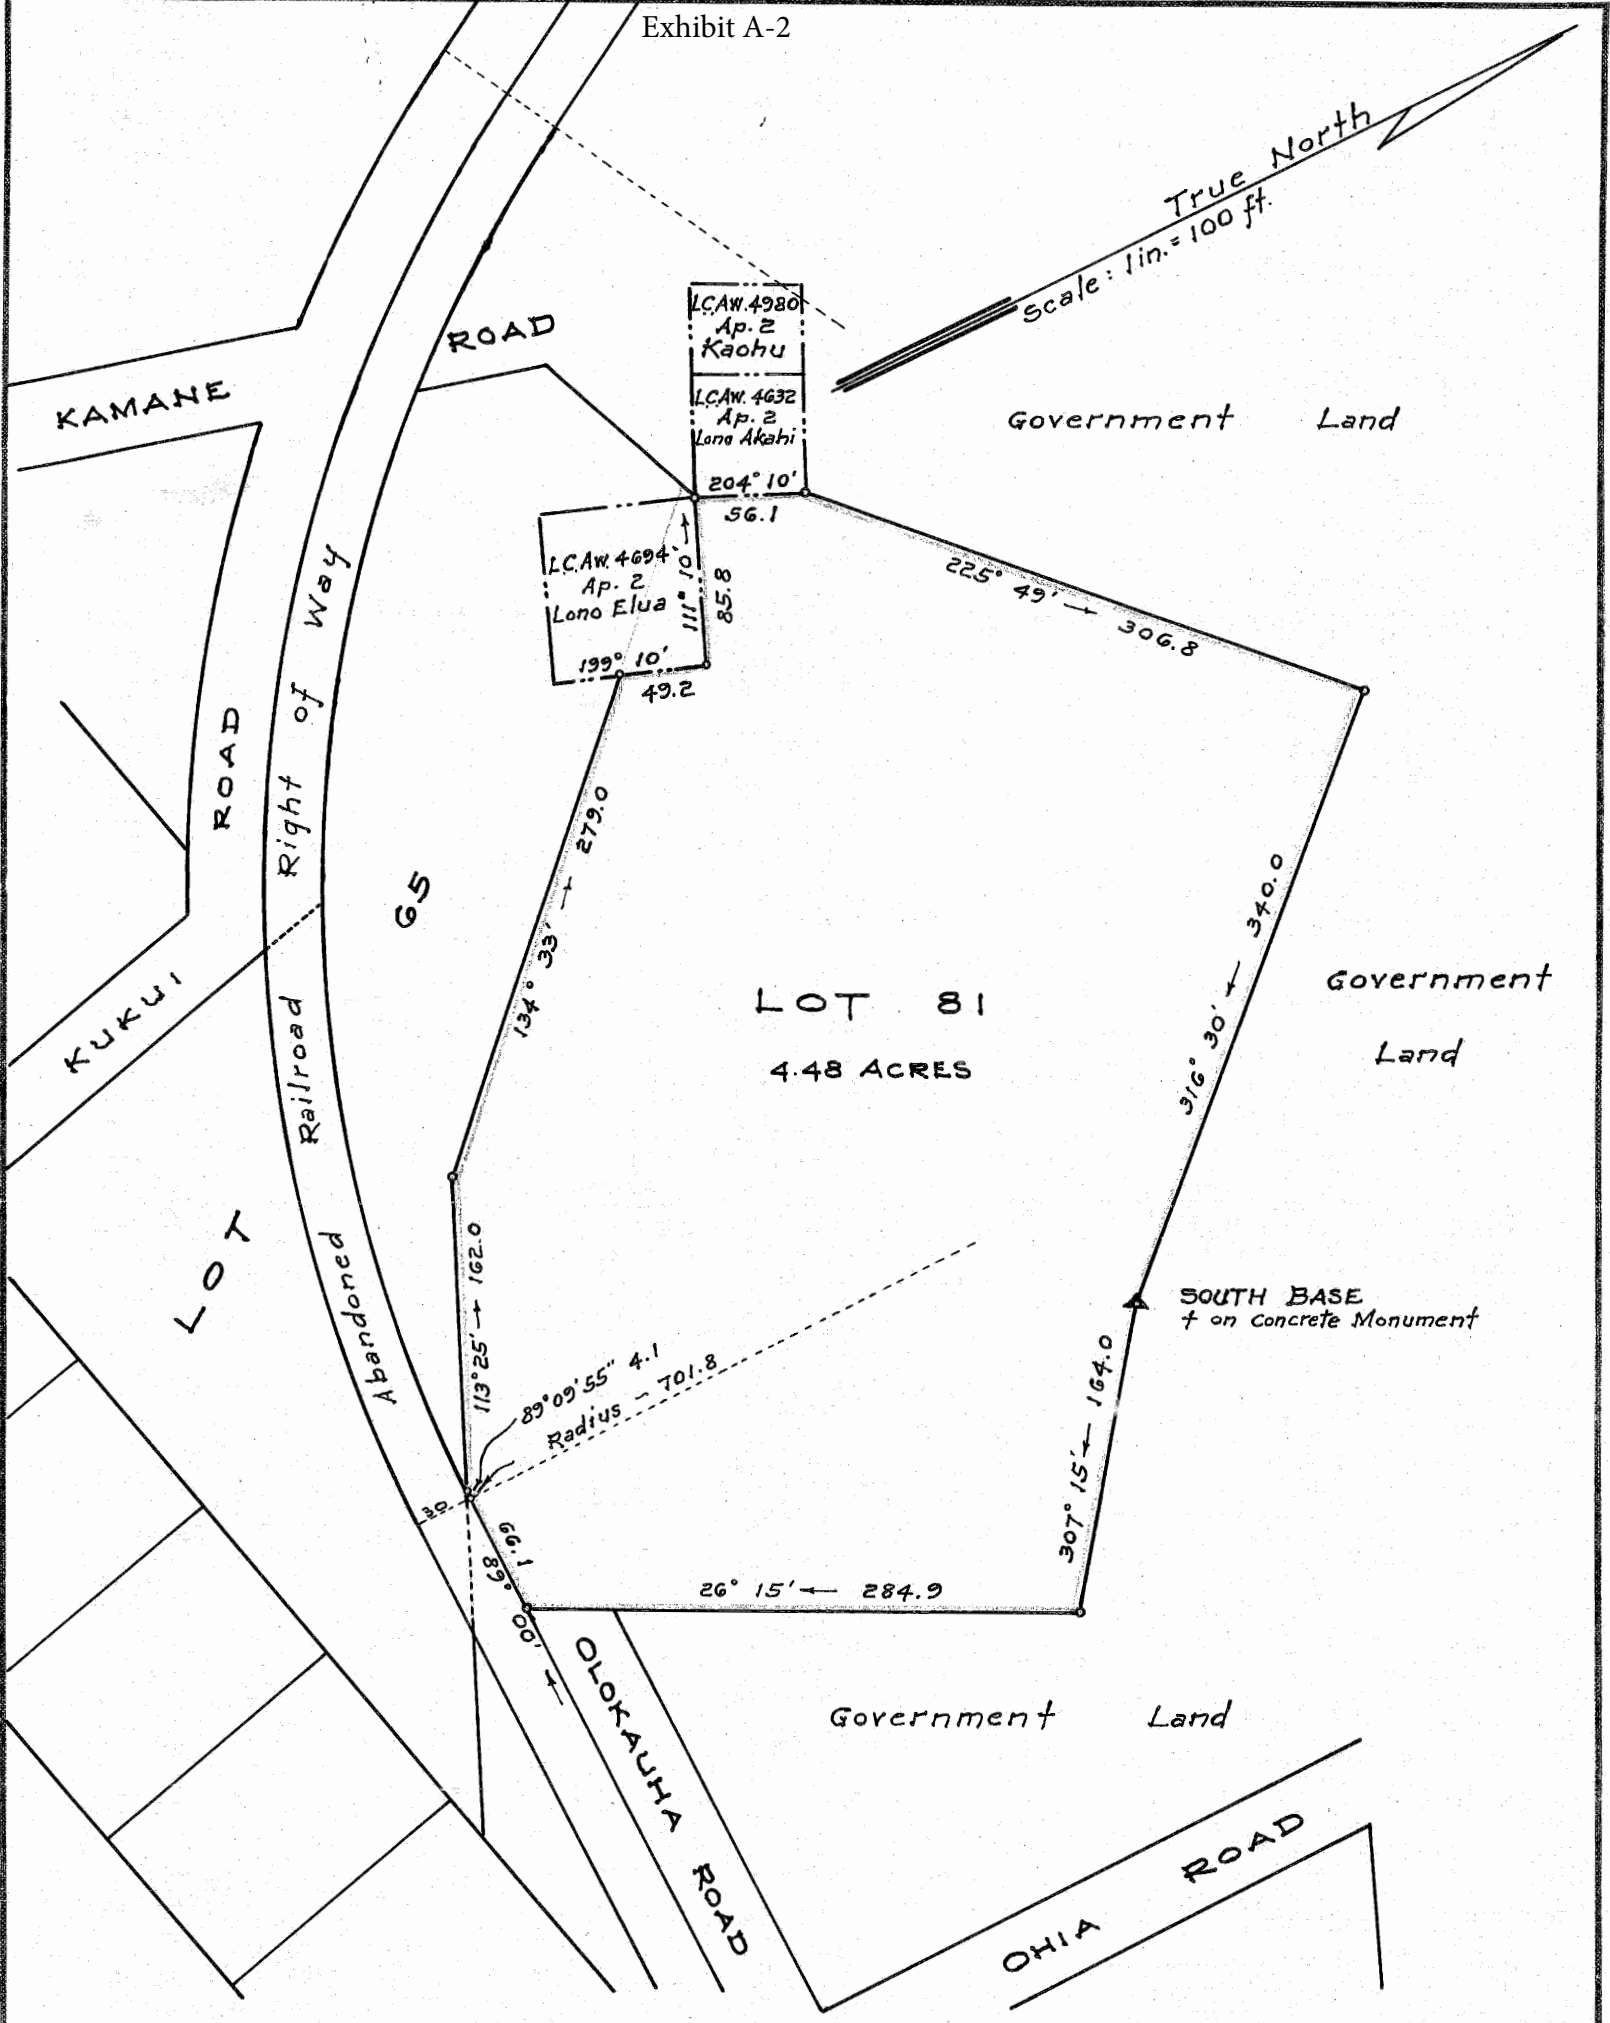 Exhibit A-2
True North
Scale: 1in.=100 ft.
L.C.AW. 4980
Ap. 2
Kaohu
L.C.AW. 4632
Ap. 2
Lono Akahi
KAMANE
ROAD
Government Land
204° 10'
56.1
L.C.AW. 4694
Ap. 2
Lono Elua
111° 10'
85.8
199° 10'
49.2
225° 49' → 306.8
ROAD
KUKUI
Abandoned Railroad Right of Way
LOT
65
134° 33' → 279.0
LOT 81
4.48 ACRES
316° 30' ← 340.0
Government
Land
113° 25' → 162.0
SOUTH BASE
+ on Concrete Monument
89° 09' 55" 4.1
Radius - 701.8
30
307° 15' ← 164.0
66.1
89° 00' ←
26° 15' ← 284.9
OLOKAUHA ROAD
Government Land
OHIA ROAD